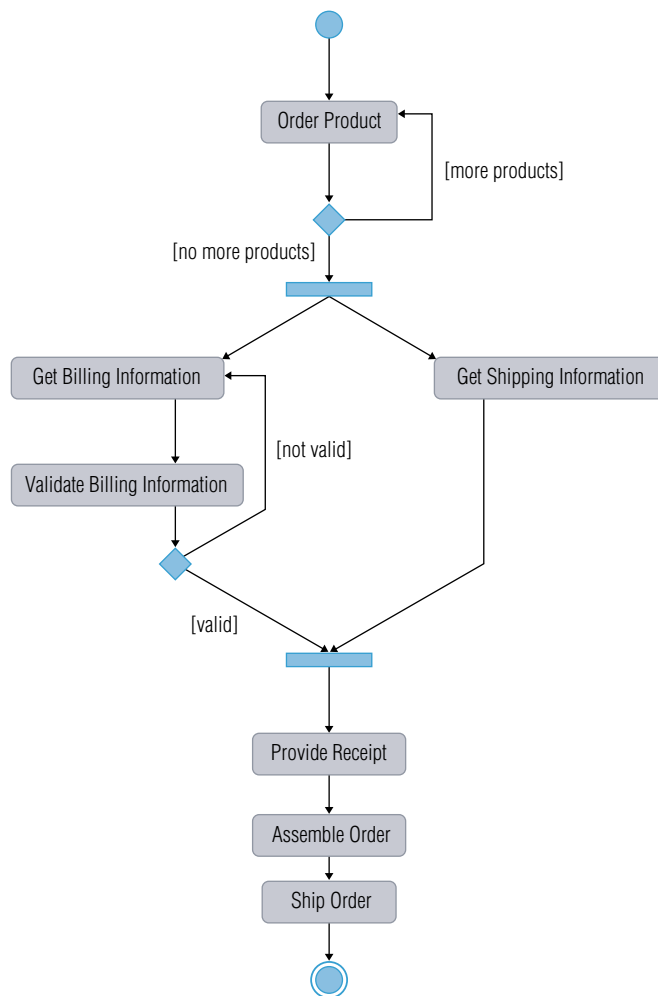 Order Product
[more products]
[no more products]
Get Billing Information
Get Shipping Information
[not valid]
Validate Billing Information
[valid]
Provide Receipt
Assemble Order
Ship Order